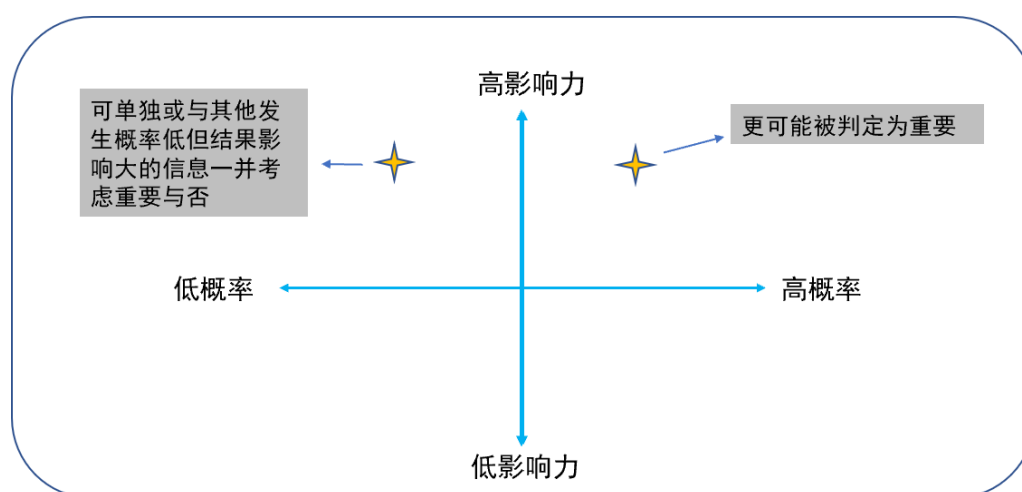 高影响力
可单独或与其他发
生概率低但结果影
响大的信息一并考
虑重要与否
更可能被判定为重要
低概率
高概率
低影响力